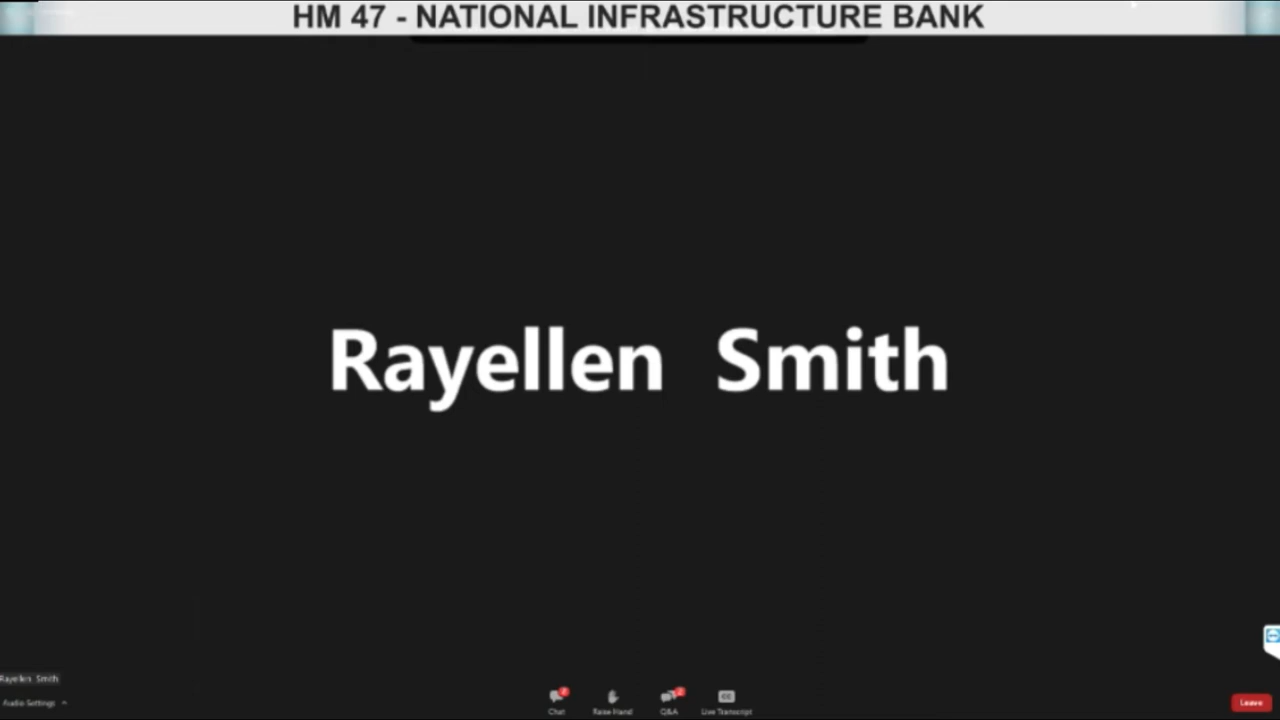 HM 47 - NATIONAL INFRASTRUCTURE BANK
Rayellen Smith
Rayellen Smith
Audio Settings
Chat
Raise Hand
Q&A
Live Transcript
Leave